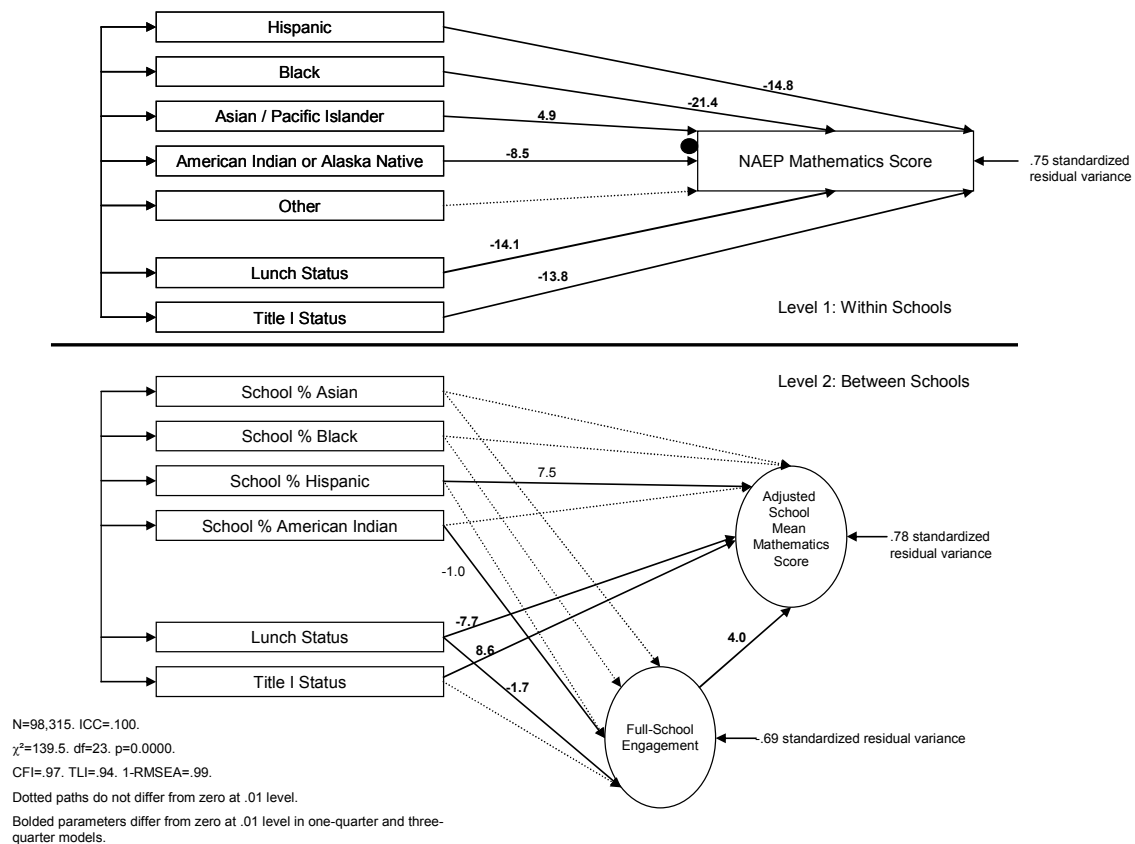 Hispanic
Black
Asian / Pacific Islander
American Indian or Alaska Native
Other
Lunch Status
Title I Status
-14.8
-21.4
4.9
-8.5
-14.1
-13.8
NAEP Mathematics Score
.75 standardized
residual variance
Level 1: Within Schools
Level 2: Between Schools
School % Asian
School % Black
School % Hispanic
School % American Indian
Lunch Status
Title I Status
7.5
-1.0
-7.7
8.6
-1.7
4.0
Adjusted
School
Mean
Mathematics
Score
.78 standardized
residual variance
Full-School
Engagement
.69 standardized residual variance
N=98,315. ICC=.100.
χ²=139.5. df=23. p=0.0000.
CFI=.97. TLI=.94. 1-RMSEA=.99.
Dotted paths do not differ from zero at .01 level.
Bolded parameters differ from zero at .01 level in one-quarter and three-
quarter models.